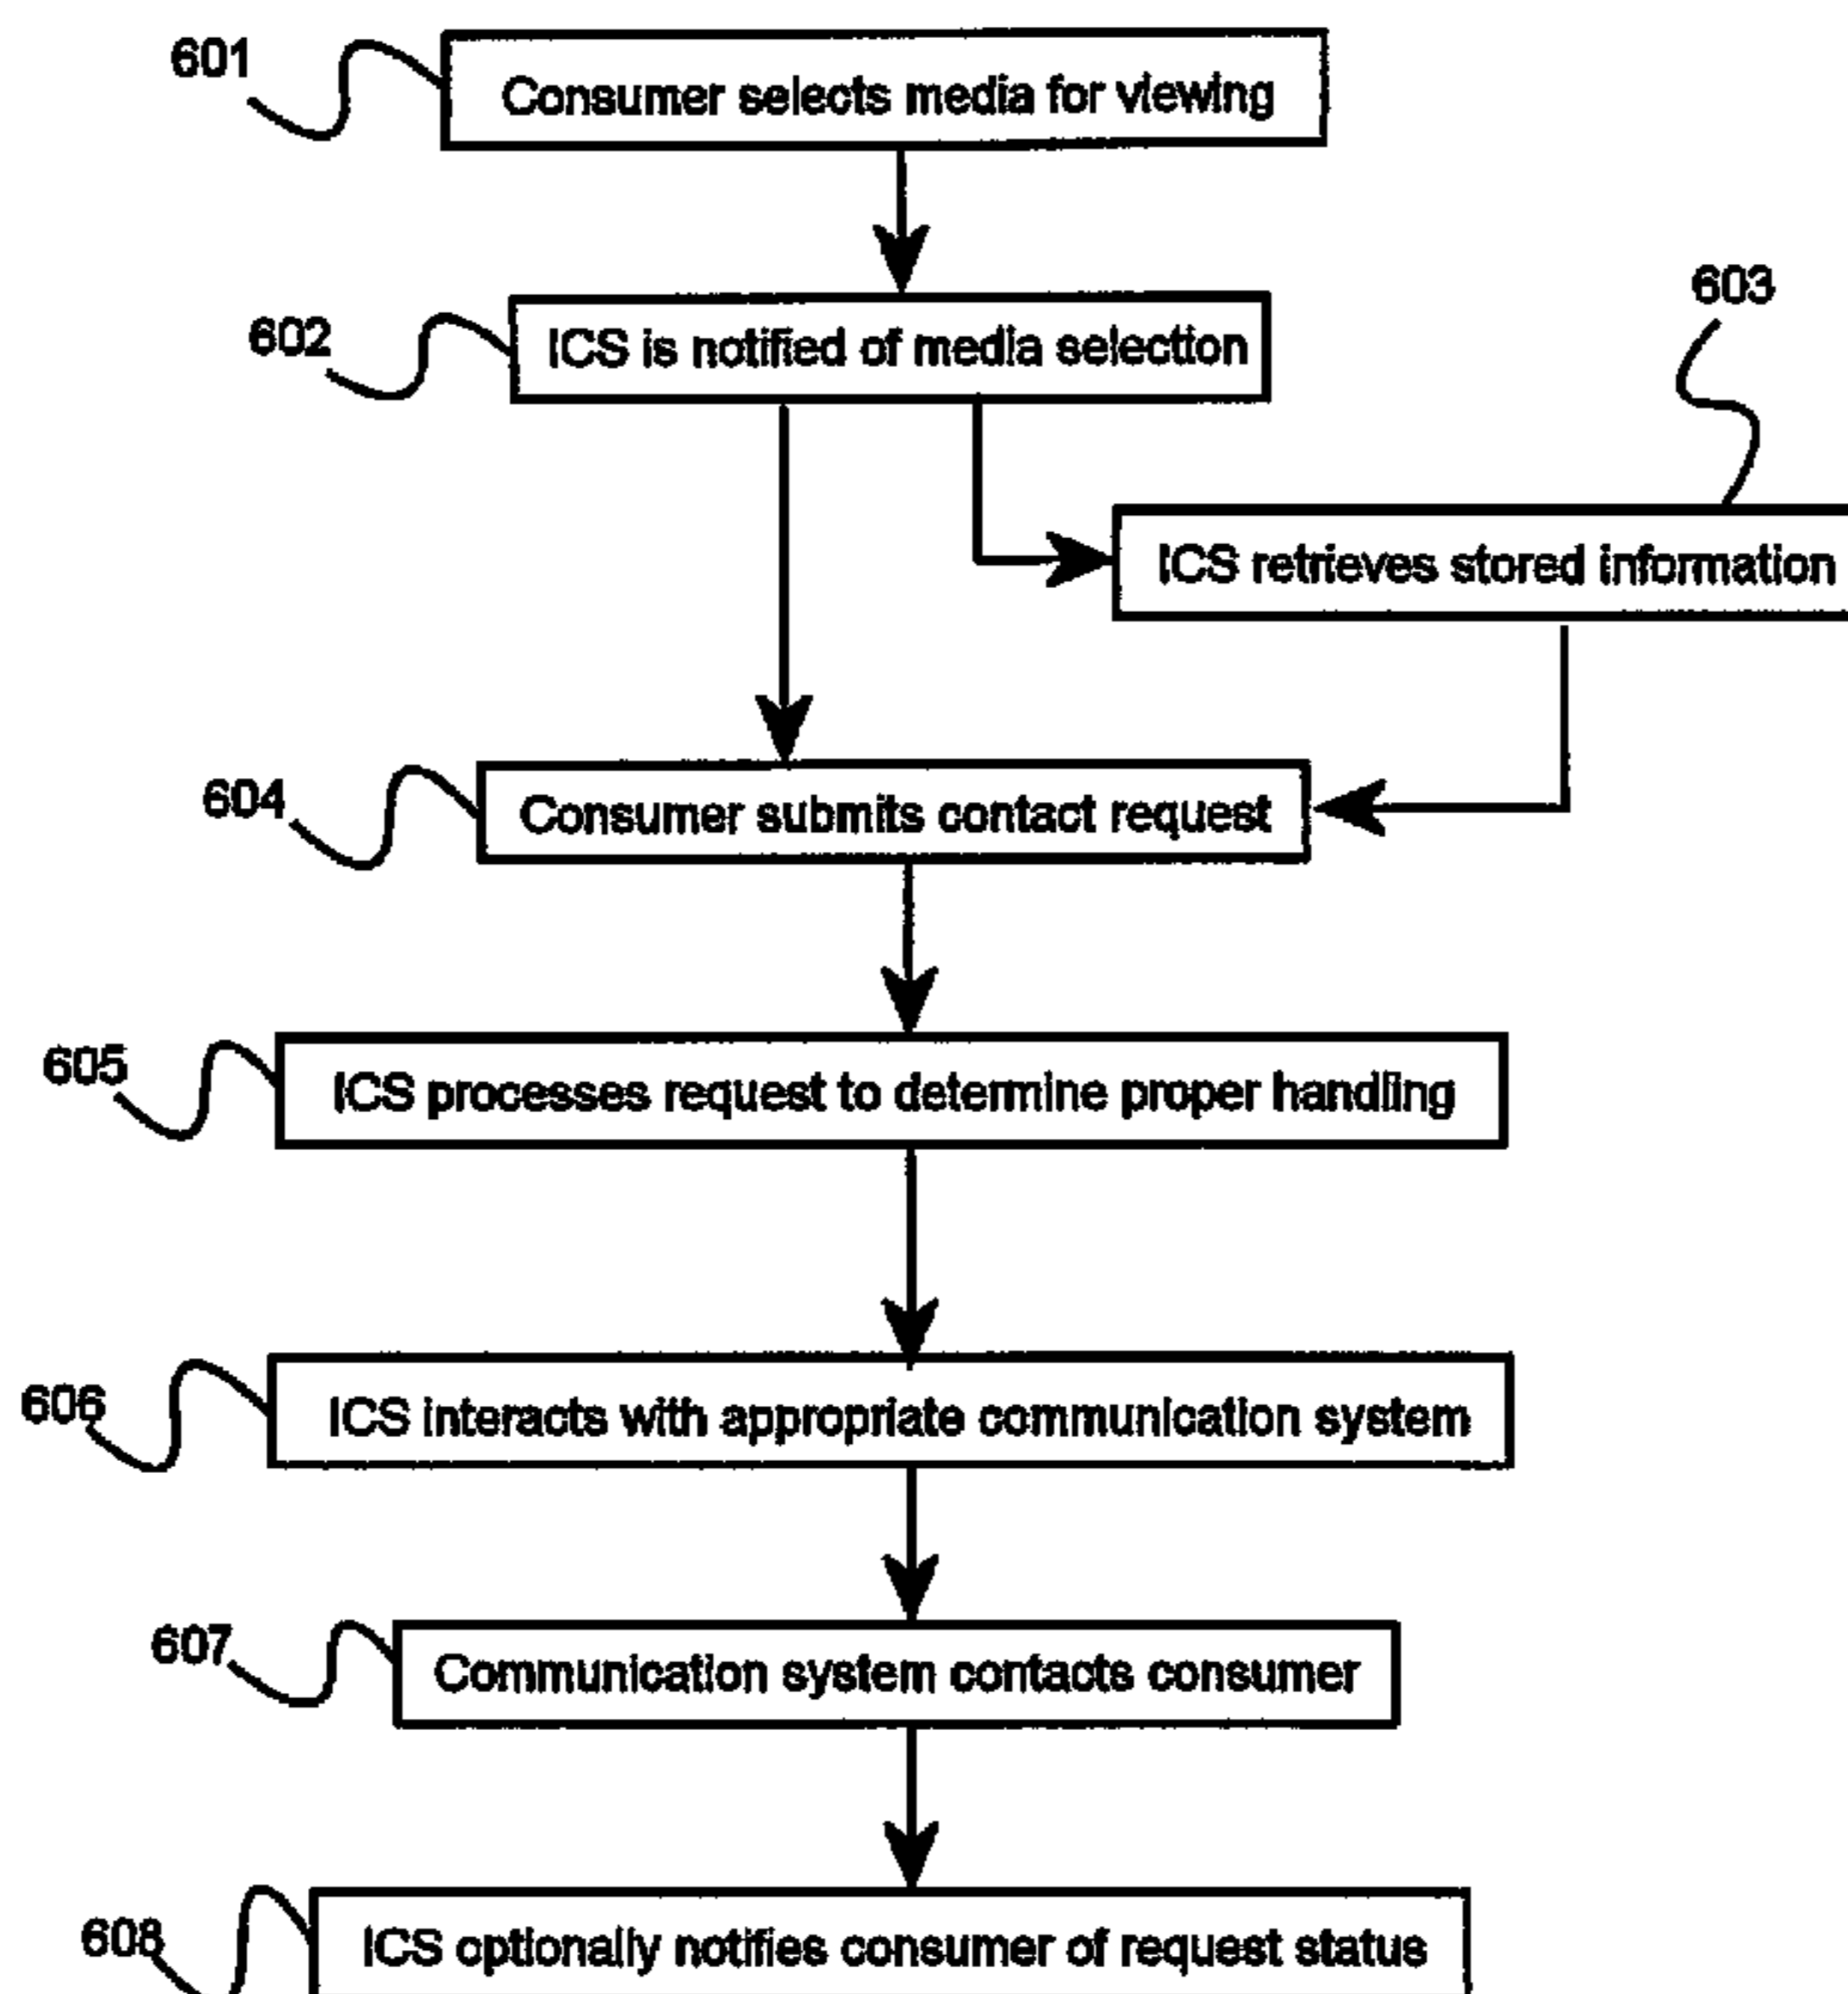 601
Consumer selects media for viewing
602
ICS is notified of media selection
603
ICS retrieves stored information
604
Consumer submits contact request
605
ICS processes request to determine proper handling
606
ICS interacts with appropriate communication system
607
Communication system contacts consumer
608
ICS optionally notifies consumer of request status